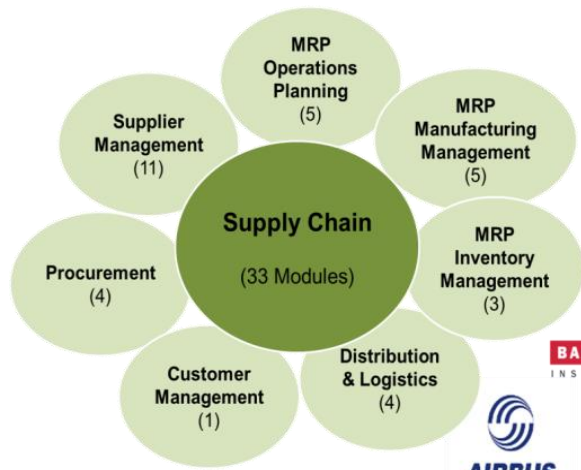 MRP
Operations
Planning
(5)
MRP
Manufacturing
Management
(5)
Supplier
Management
(11)
Supply Chain
(33 Modules)
MRP
Inventory
Management
(3)
Procurement
(4)
Distribution
& Logistics
(4)
Customer
Management
(1)
BA
INS
AIRBUS